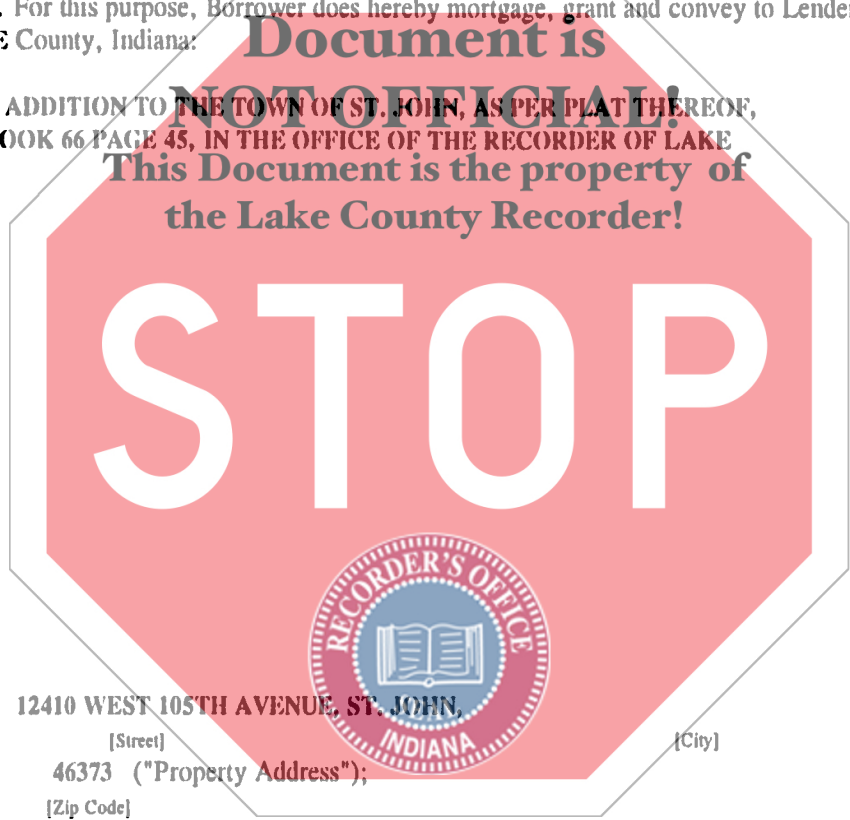 . For this purpose, Borrower does hereby mortgage, grant and convey to Lender
E County, Indiana:
Document is
ADDITION TO THE TOWN OF ST. JOHN, AS PER PLAT THEREOF,
NOT OFFICIAL!
OOK 66 PAGE 45, IN THE OFFICE OF THE RECORDER OF LAKE
This Document is the property of
the Lake County Recorder!
STOP
RECORDER'S OFFICE
INDIANA
12410 WEST 105TH AVENUE, ST. JOHN,
[Street] [City]
46373 ("Property Address");
[Zip Code]